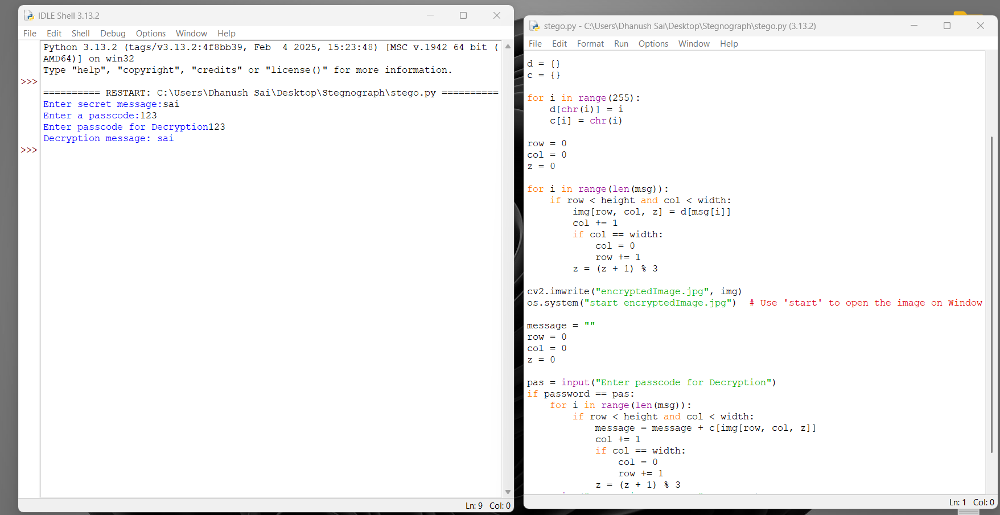 IDLE Shell 3.13.2
File Edit Shell Debug Options Window Help
Python 3.13.2 (tags/v3.13.2:4f8bb39, Feb  4 2025, 15:23:48) [MSC v.1942 64 bit (
AMD64)] on win32
Type "help", "copyright", "credits" or "license()" for more information.
>>>
========== RESTART: C:\Users\Dhanush Sai\Desktop\Stegnograph\stego.py ==========
Enter secret message:sai
Enter a passcode:123
Enter passcode for Decryption123
Decryption message: sai
>>>
Ln: 9 Col: 0
stego.py - C:\Users\Dhanush Sai\Desktop\Stegnograph\stego.py (3.13.2)
File Edit Format Run Options Window Help
d = {}
c = {}
for i in range(255):
    d[chr(i)] = i
    c[i] = chr(i)
row = 0
col = 0
z = 0
for i in range(len(msg)):
    if row < height and col < width:
        img[row, col, z] = d[msg[i]]
        col += 1
        if col == width:
            col = 0
            row += 1
        z = (z + 1) % 3
cv2.imwrite("encryptedImage.jpg", img)
os.system("start encryptedImage.jpg")  # Use 'start' to open the image on Window
message = ""
row = 0
col = 0
z = 0
pas = input("Enter passcode for Decryption")
if password == pas:
    for i in range(len(msg)):
        if row < height and col < width:
            message = message + c[img[row, col, z]]
            col += 1
            if col == width:
                col = 0
                row += 1
            z = (z + 1) % 3
Ln: 1 Col: 0